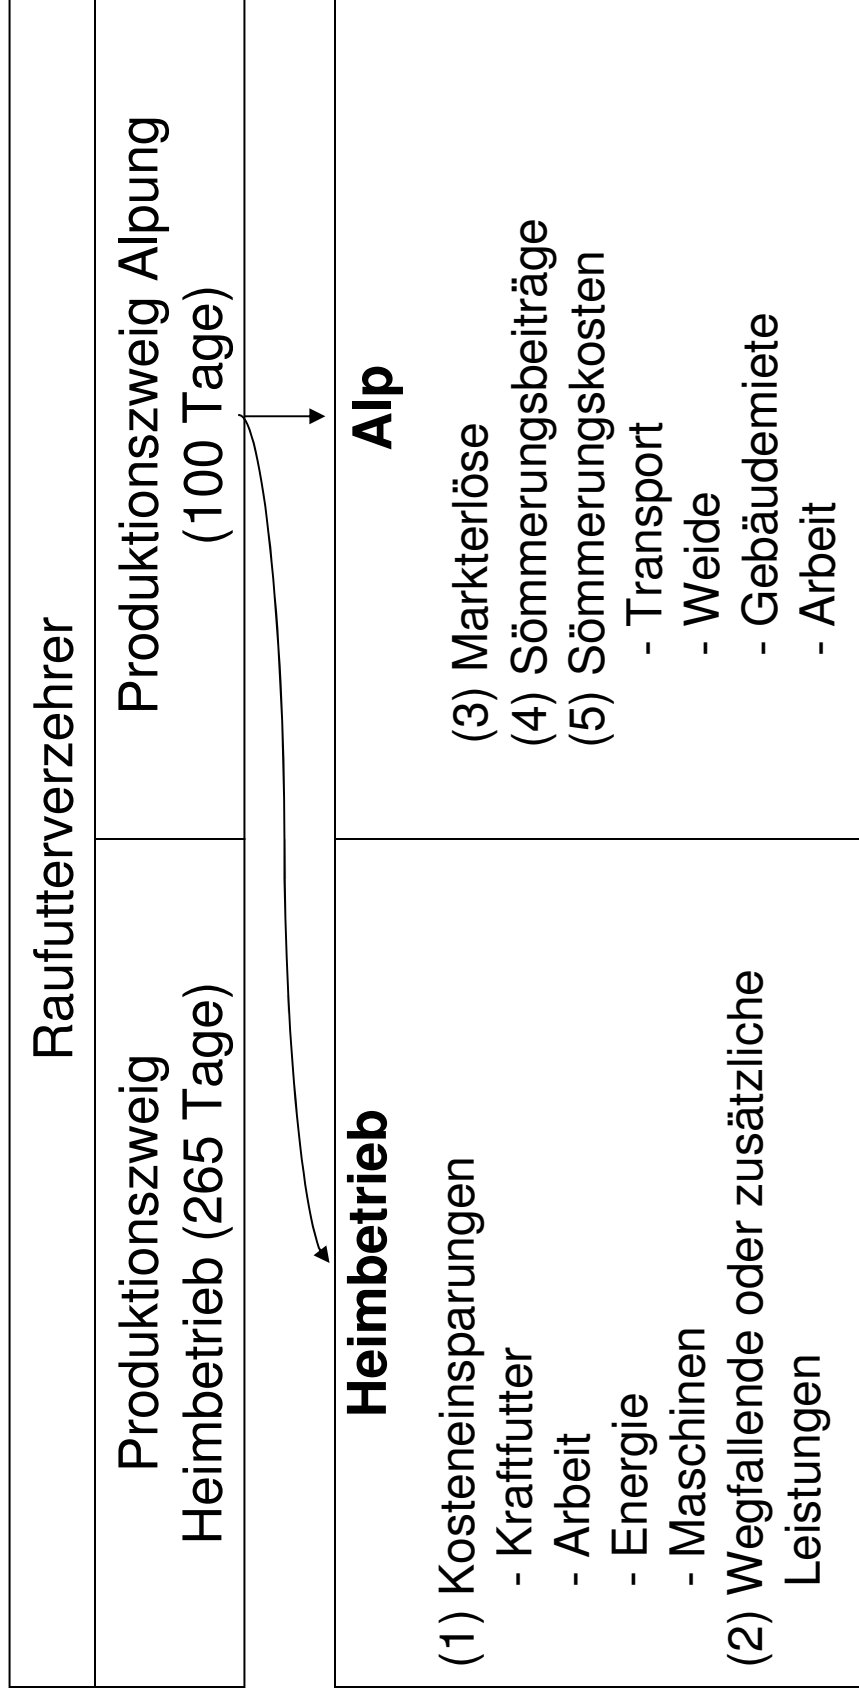 Raufutterverzehrer
Produktionszweig
Heimbetrieb (265 Tage)
Produktionszweig Alpung
(100 Tage)
Heimbetrieb
(1) Kosteneinsparungen
- Kraftfutter
- Arbeit
- Energie
- Maschinen
(2) Wegfallende oder zusätzliche
Leistungen
Alp
(3) Markterlöse
(4) Sömmerungsbeiträge
(5) Sömmerungskosten
- Transport
- Weide
- Gebäudemiete
- Arbeit